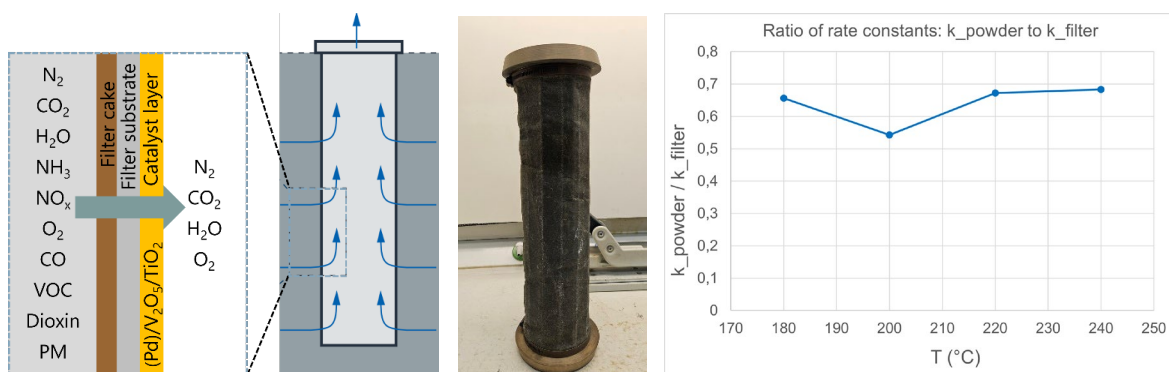 N₂
CO₂
H₂O
NH₃
NOₓ
O₂
CO
VOC
Dioxin
PM
Filter cake
Filter substrate
Catalyst layer
(Pd)/V₂O₅/TiO₂
N₂
CO₂
H₂O
O₂
Ratio of rate constants: k_powder to k_filter
k_powder / k_filter
0,8
0,7
0,6
0,5
0,4
0,3
0,2
0,1
0
170 180 190 200 210 220 230 240 250
T (°C)